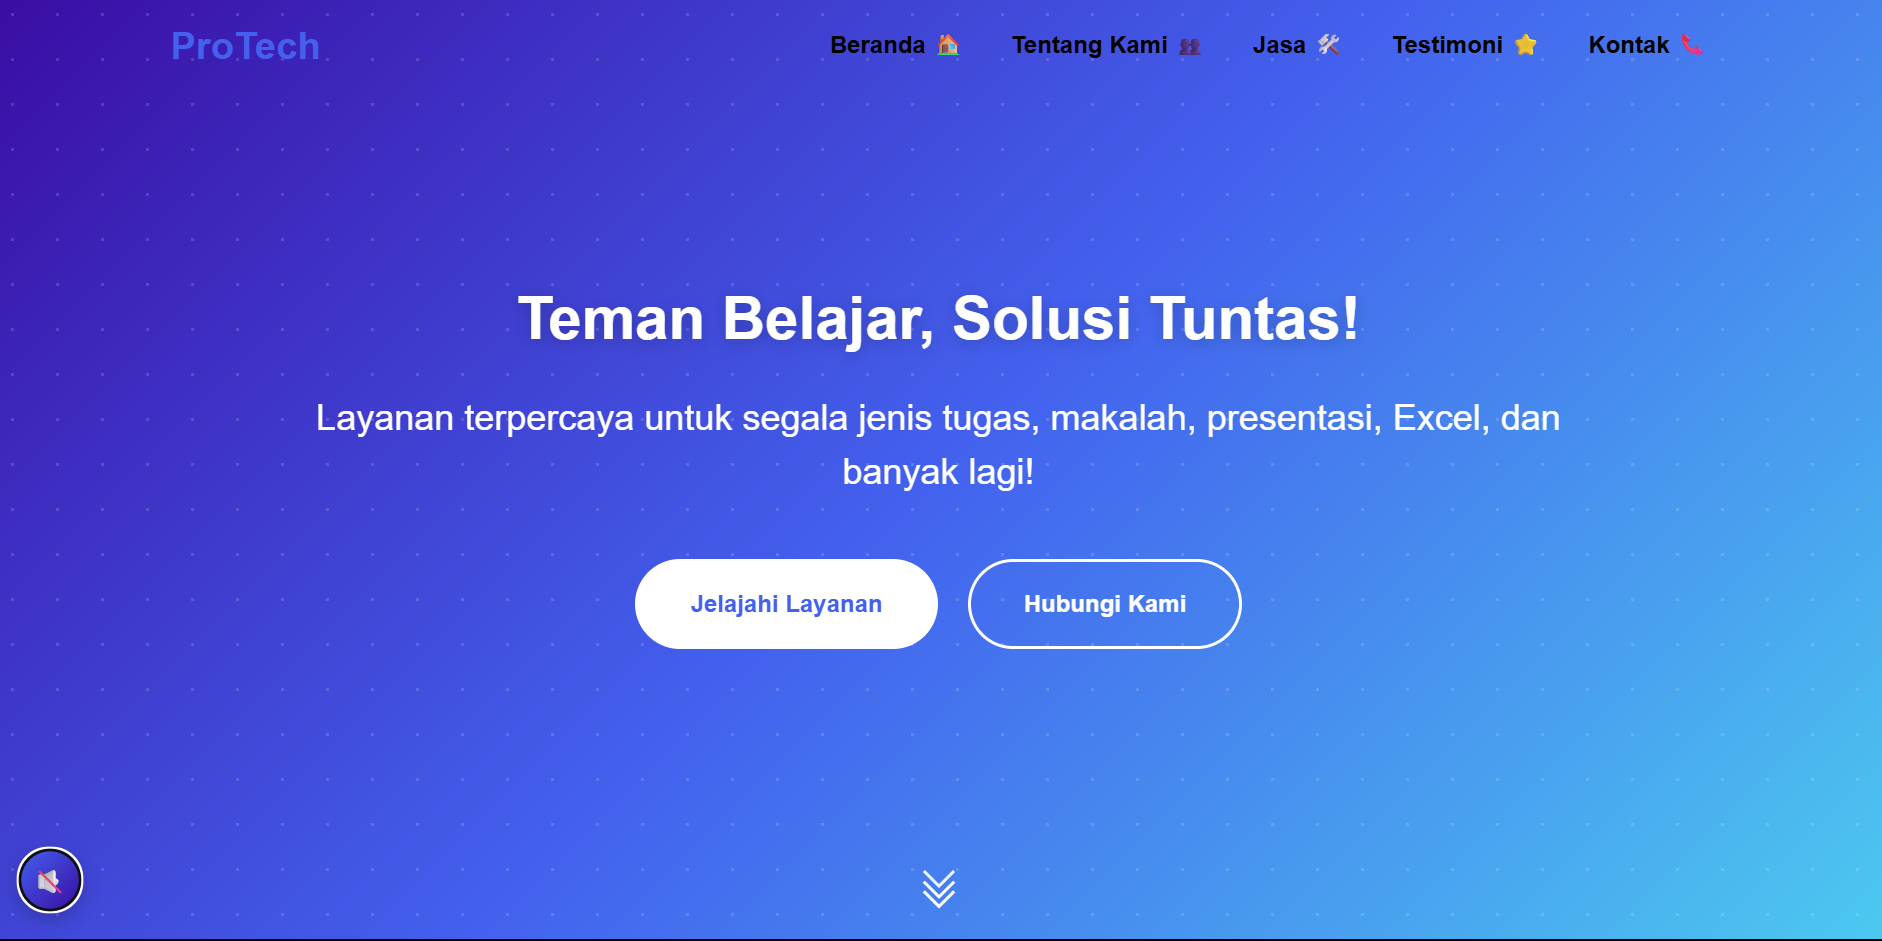 ProTech
Beranda 🏠
Tentang Kami 👥
Jasa 🛠️
Testimoni ⭐
Kontak 📞
Teman Belajar, Solusi Tuntas!
Layanan terpercaya untuk segala jenis tugas, makalah, presentasi, Excel, dan
banyak lagi!
Jelajahi Layanan
Hubungi Kami